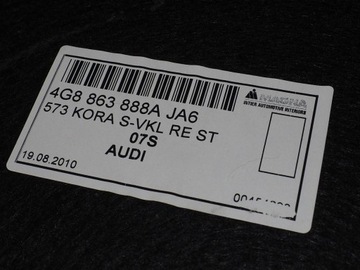 MAGNA
INTIER AUTOMOTIVE INTERIORS
4G8 863 888A JA6
573 KORA S-VKL RE ST
07S
AUDI
19.08.2010